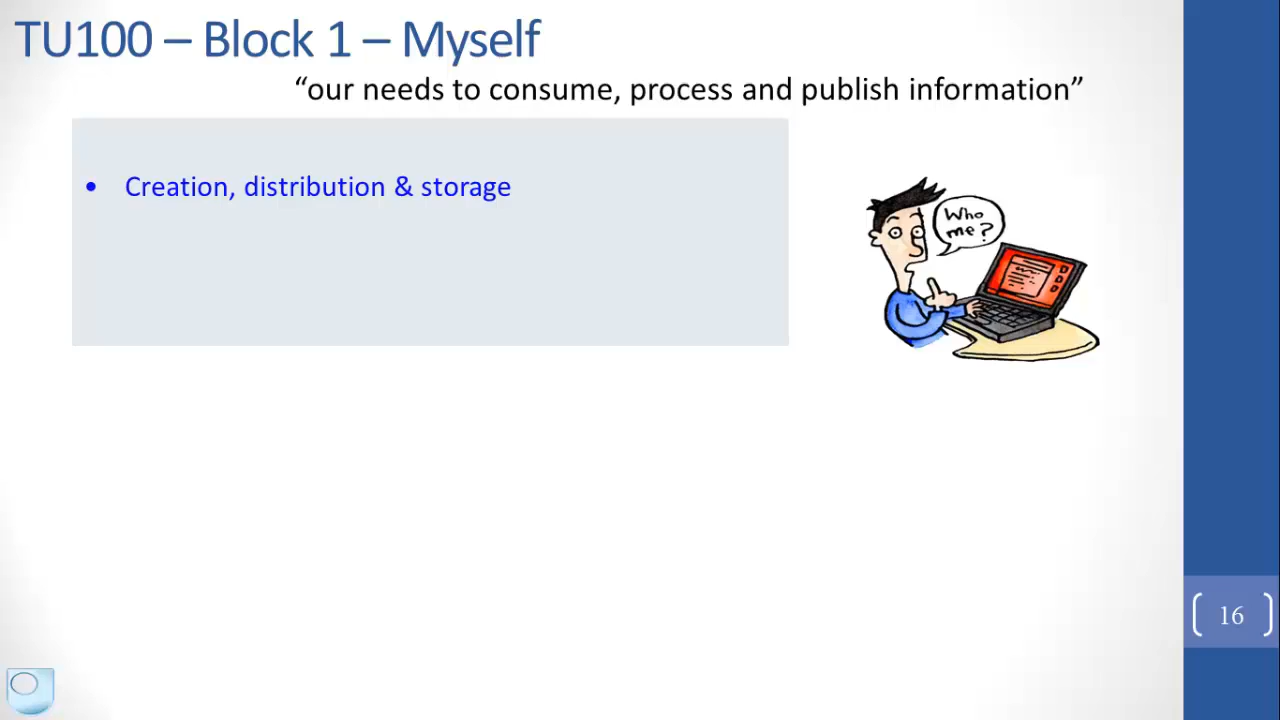 TU100 – Block 1 – Myself
“our needs to consume, process and publish information”
• Creation, distribution & storage
Who
me?
16